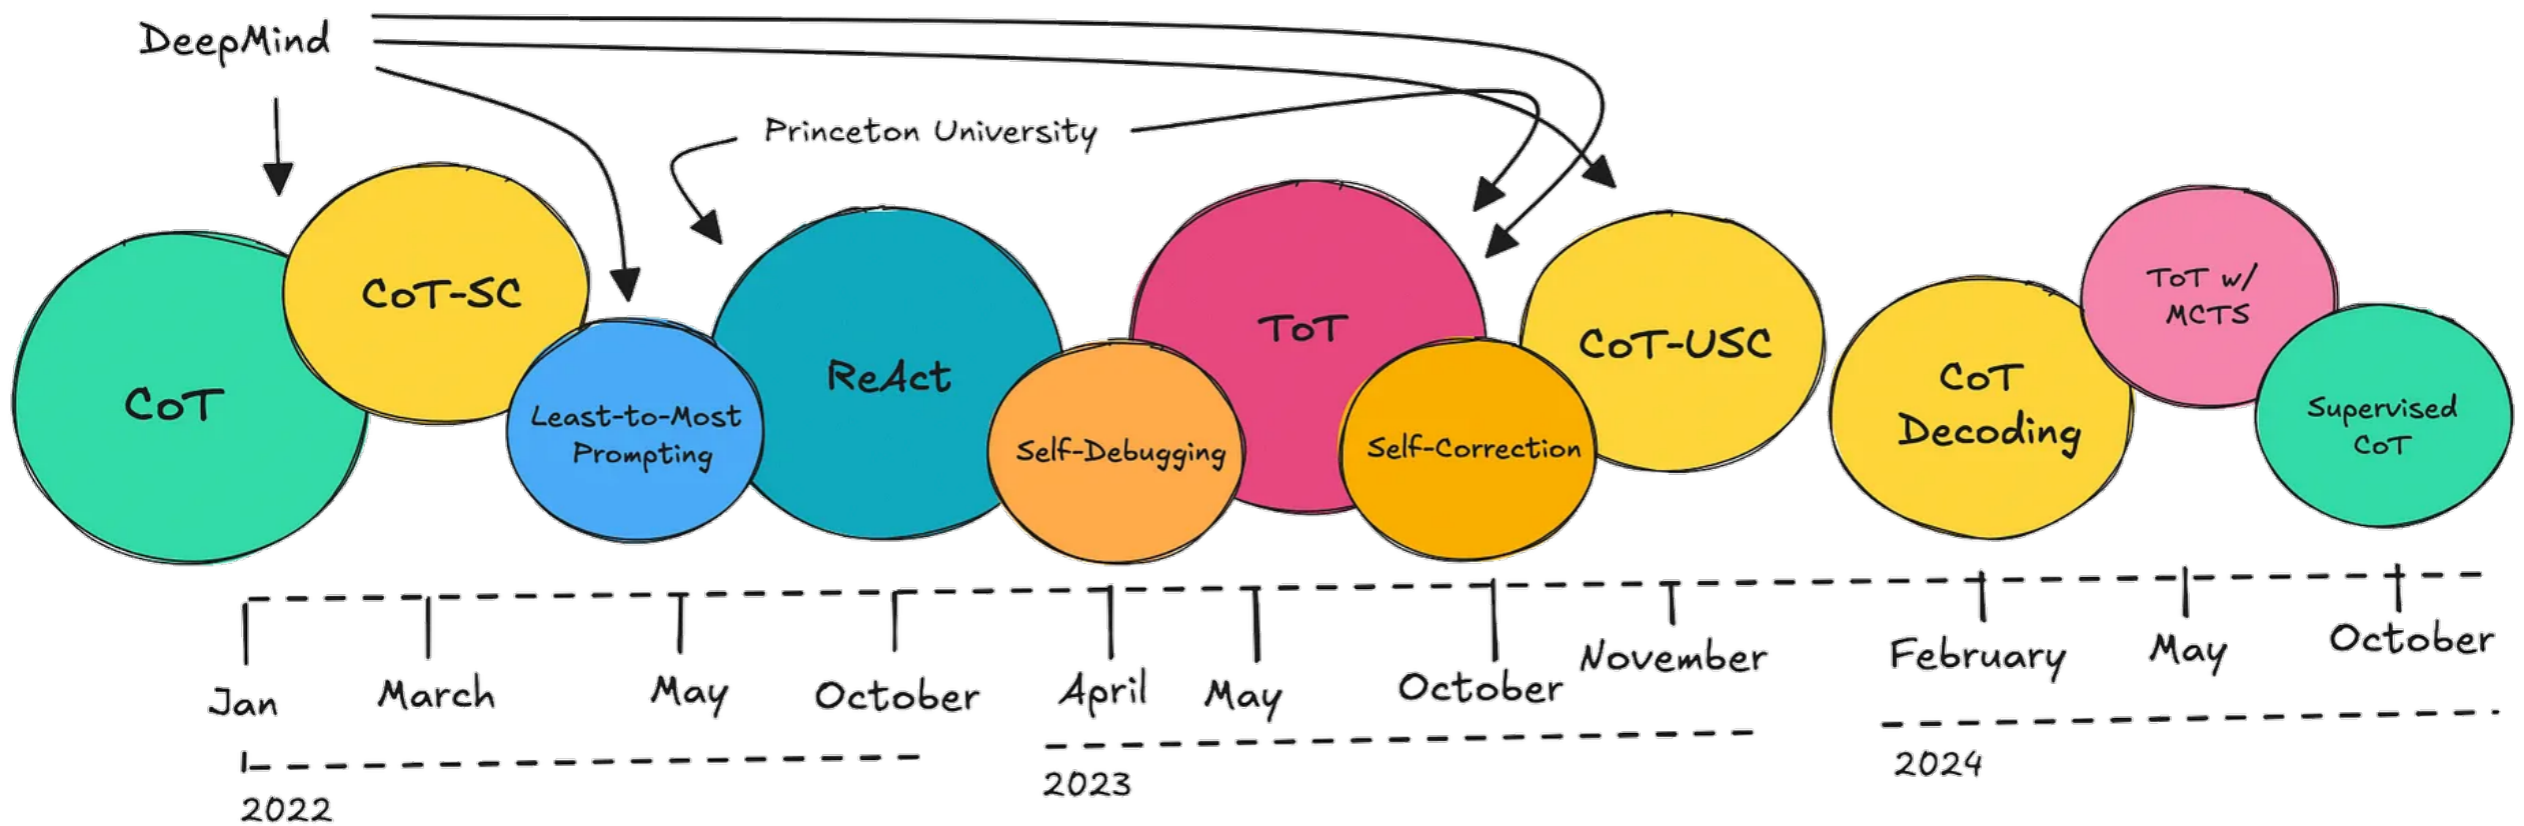 DeepMind
Princeton University
CoT
CoT-SC
Least-to-Most
Prompting
ReAct
Self-Debugging
ToT
Self-Correction
CoT-USC
CoT
Decoding
ToT w/
MCTS
Supervised
CoT
Jan
March
May
October
April
May
October
November
February
May
October
2022
2023
2024